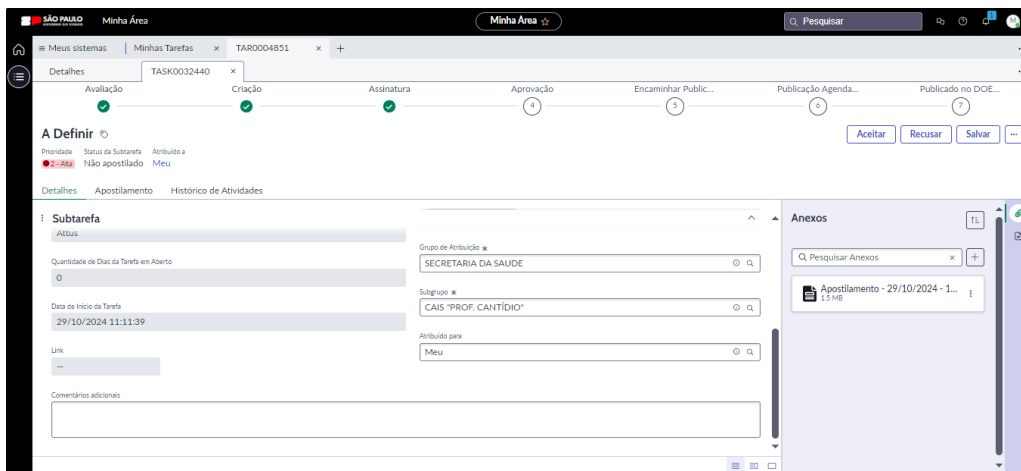 SÃO PAULO Minha Área Minha Área Pesquisar 1 M
Meus sistemas Minhas Tarefas × TAR0004851 × +
Detalhes TASK0032440 ×
Avaliação Criação Assinatura Aprovação Encaminhar Public... Publicação Agenda... Publicado no DOE...
4 5 6 7
A Definir Aceitar Recusar Salvar ...
Prioridade Status da Subtarefa Atribuído a
2 - Alta Não apostilado Meu
Detalhes Apostilamento Histórico de Atividades
Subtarefa Anexos
Attus
Grupo de Atribuição *
Quantidade de Dias da Tarefa em Aberto SECRETARIA DA SAUDE Pesquisar Anexos × +
0
Subgrupo *
Data de Início da Tarefa CAIS "PROF. CANTÍDIO" Apostilamento - 29/10/2024 - 1...
1.5 MB
29/10/2024 11:11:39
Atribuído para
Link Meu
—
Comentários adicionais